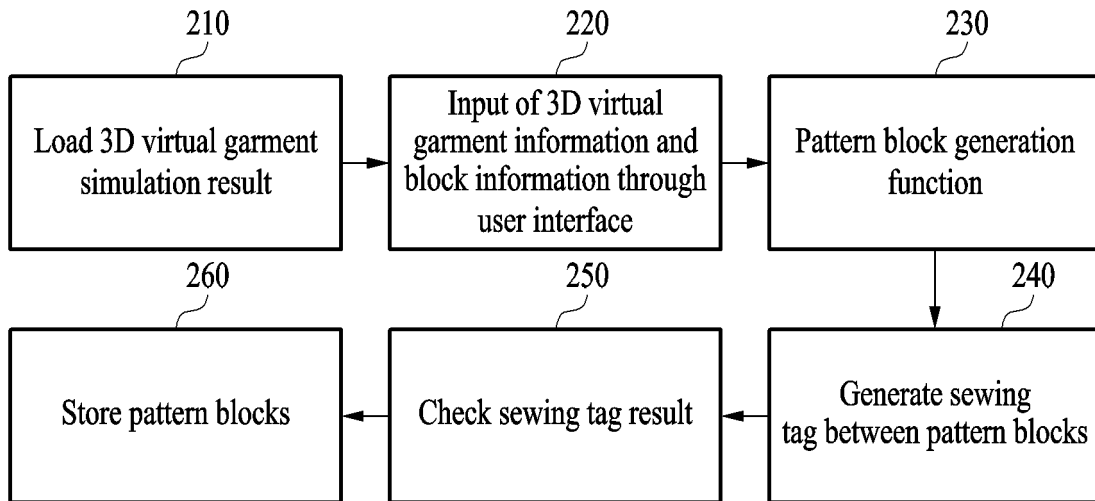 210
Load 3D virtual garment
simulation result
220
Input of 3D virtual
garment information and
block information through
user interface
230
Pattern block generation
function
240
Generate sewing
tag between pattern blocks
250
Check sewing tag result
260
Store pattern blocks